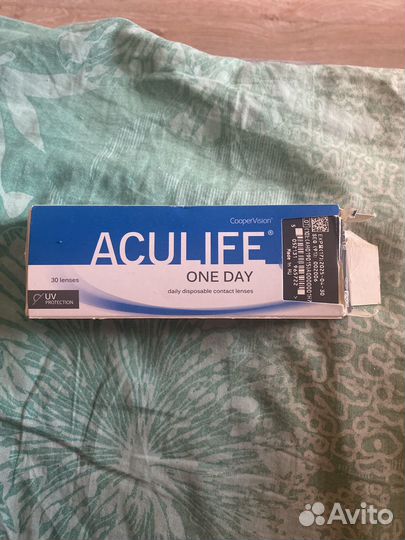 CooperVision®
ACULIFE®
30 lenses
ONE DAY
daily disposable contact lenses
UV
PROTECTION
Avito